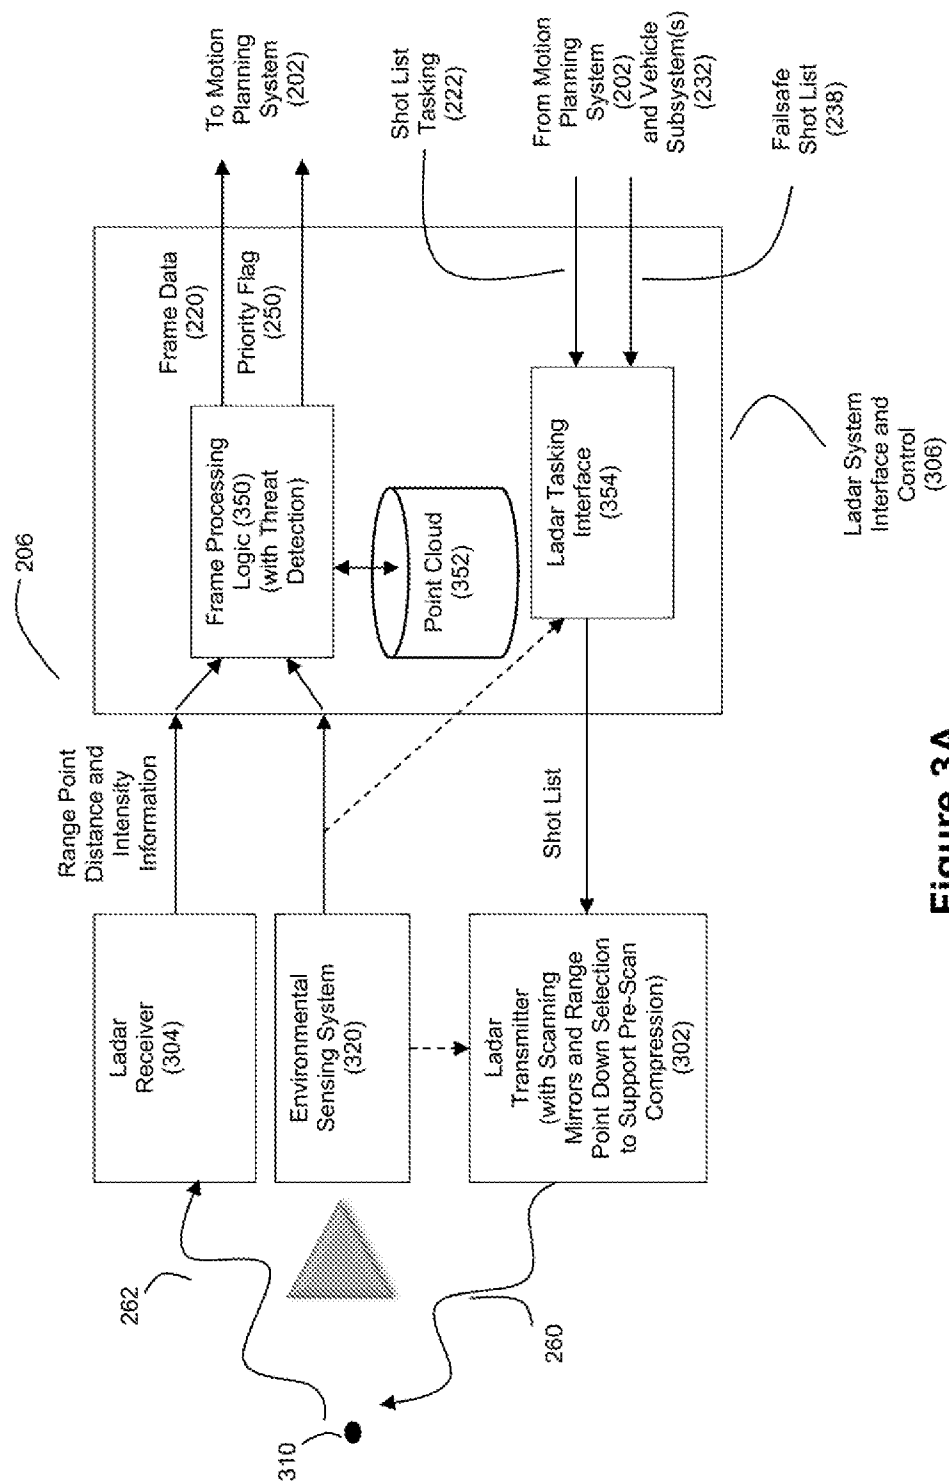 206
Range Point
Distance and
Intensity
Information
Frame Data
(220)
Priority Flag
(250)
To Motion
Planning
System
(202)
Ladar
Receiver
(304)
Frame Processing
Logic (350)
(with Threat
Detection)
Point Cloud
(352)
Shot List
Tasking
(222)
Environmental
Sensing System
(320)
262
310
260
Ladar
Transmitter
(with Scanning
Mirrors and Range
Point Down Selection
to Support Pre-Scan
Compression)
(302)
Shot List
Ladar Tasking
Interface
(354)
From Motion
Planning
System
(202)
and Vehicle
Subsystem(s)
(232)
Failsafe
Shot List
(238)
Ladar System
Interface and
Control
(306)
Figure 3A